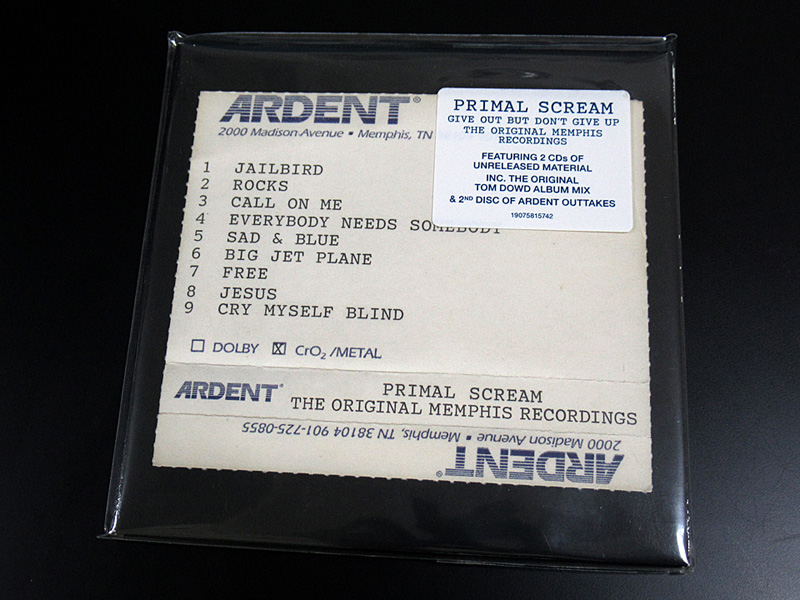 ARDENT®
2000 Madison Avenue ▪ Memphis, TN
PRIMAL SCREAM
GIVE OUT BUT DON'T GIVE UP
THE ORIGINAL MEMPHIS
RECORDINGS
FEATURING 2 CDs OF
UNRELEASED MATERIAL
INC. THE ORIGINAL
TOM DOWD ALBUM MIX
& 2ND DISC OF ARDENT OUTTAKES
19075815742
1 JAILBIRD
2 ROCKS
3 CALL ON ME
4 EVERYBODY NEEDS SOMEBODY
5 SAD & BLUE
6 BIG JET PLANE
7 FREE
8 JESUS
9 CRY MYSELF BLIND
DOLBY ☒ CrO2/METAL
ARDENT®
PRIMAL SCREAM
THE ORIGINAL MEMPHIS RECORDINGS
2000 Madison Avenue ▪ Memphis, TN 38104 901-725-0855
ARDENT®